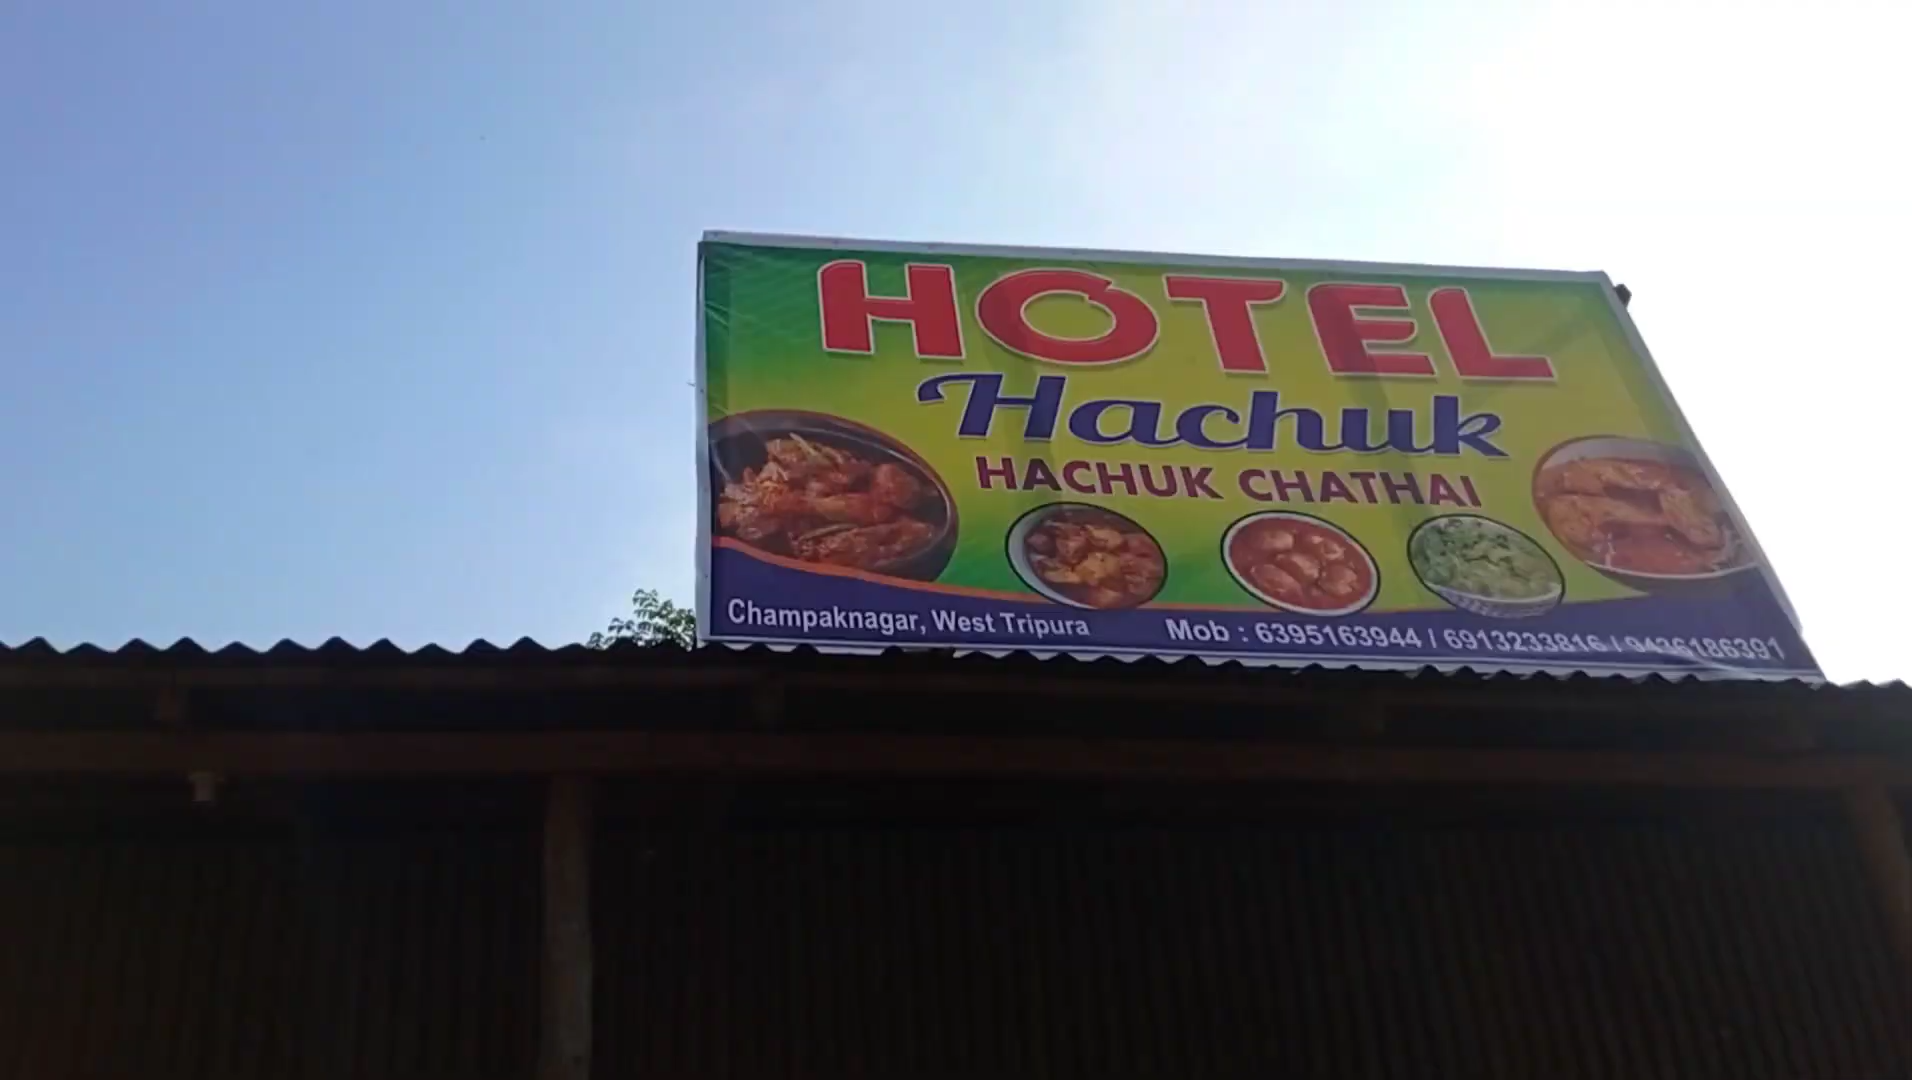 HOTEL
Hachuk
HACHUK CHATHAI
Champaknagar, West Tripura
Mob : 6395163944 / 6913233816 / 9436186391